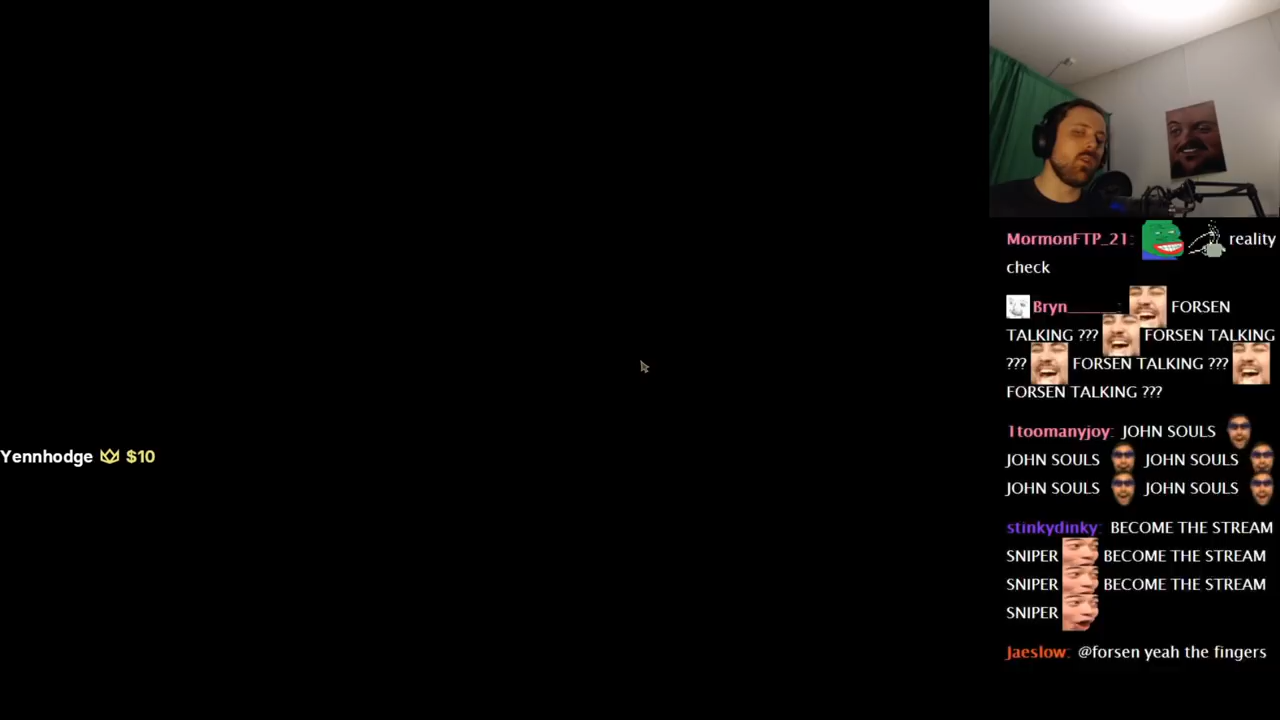 MormonFTP_21: reality
check
Bryn______: FORSEN
TALKING ??? FORSEN TALKING
??? FORSEN TALKING ???
FORSEN TALKING ???
1toomanyjoy: JOHN SOULS
JOHN SOULS JOHN SOULS
JOHN SOULS JOHN SOULS
Yennhodge $10
stinkydinky: BECOME THE STREAM
SNIPER BECOME THE STREAM
SNIPER BECOME THE STREAM
SNIPER
Jaeslow: @forsen yeah the fingers